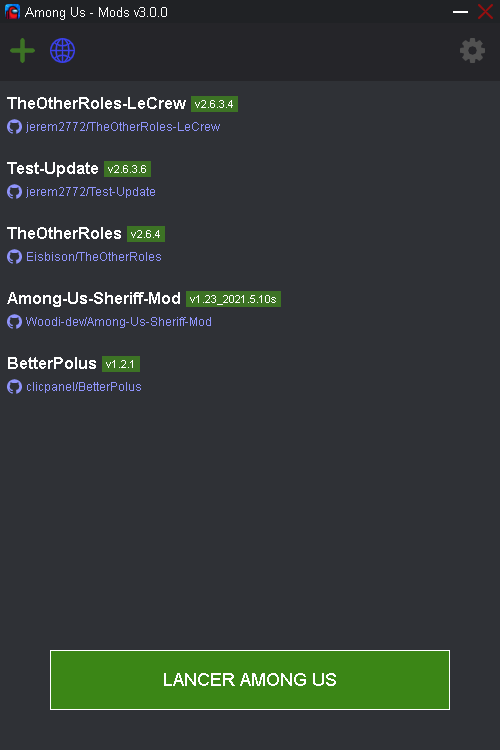 Among Us - Mods v3.0.0
TheOtherRoles-LeCrew v2.6.3.4
jerem2772/TheOtherRoles-LeCrew
Test-Update v2.6.3.6
jerem2772/Test-Update
TheOtherRoles v2.6.4
Eisbison/TheOtherRoles
Among-Us-Sheriff-Mod v1.23_2021.5.10s
Woodi-dev/Among-Us-Sheriff-Mod
BetterPolus v1.2.1
clicpanel/BetterPolus
LANCER AMONG US